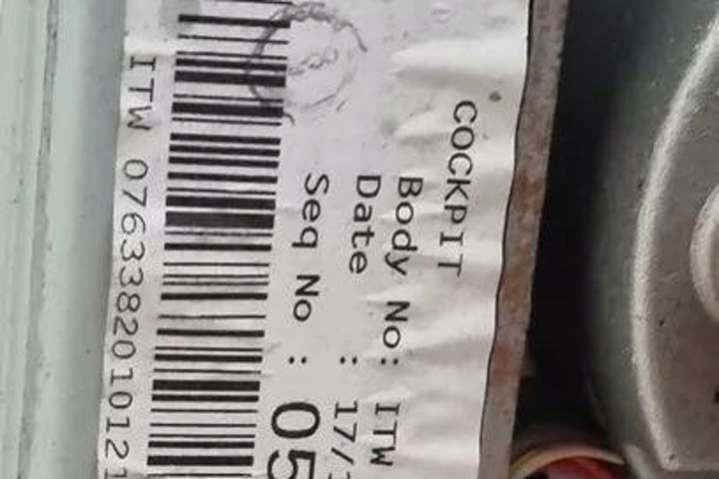 COCKPIT
Body No: ITW
Date : 17/
Seq No : 05
ITW 0763382010121